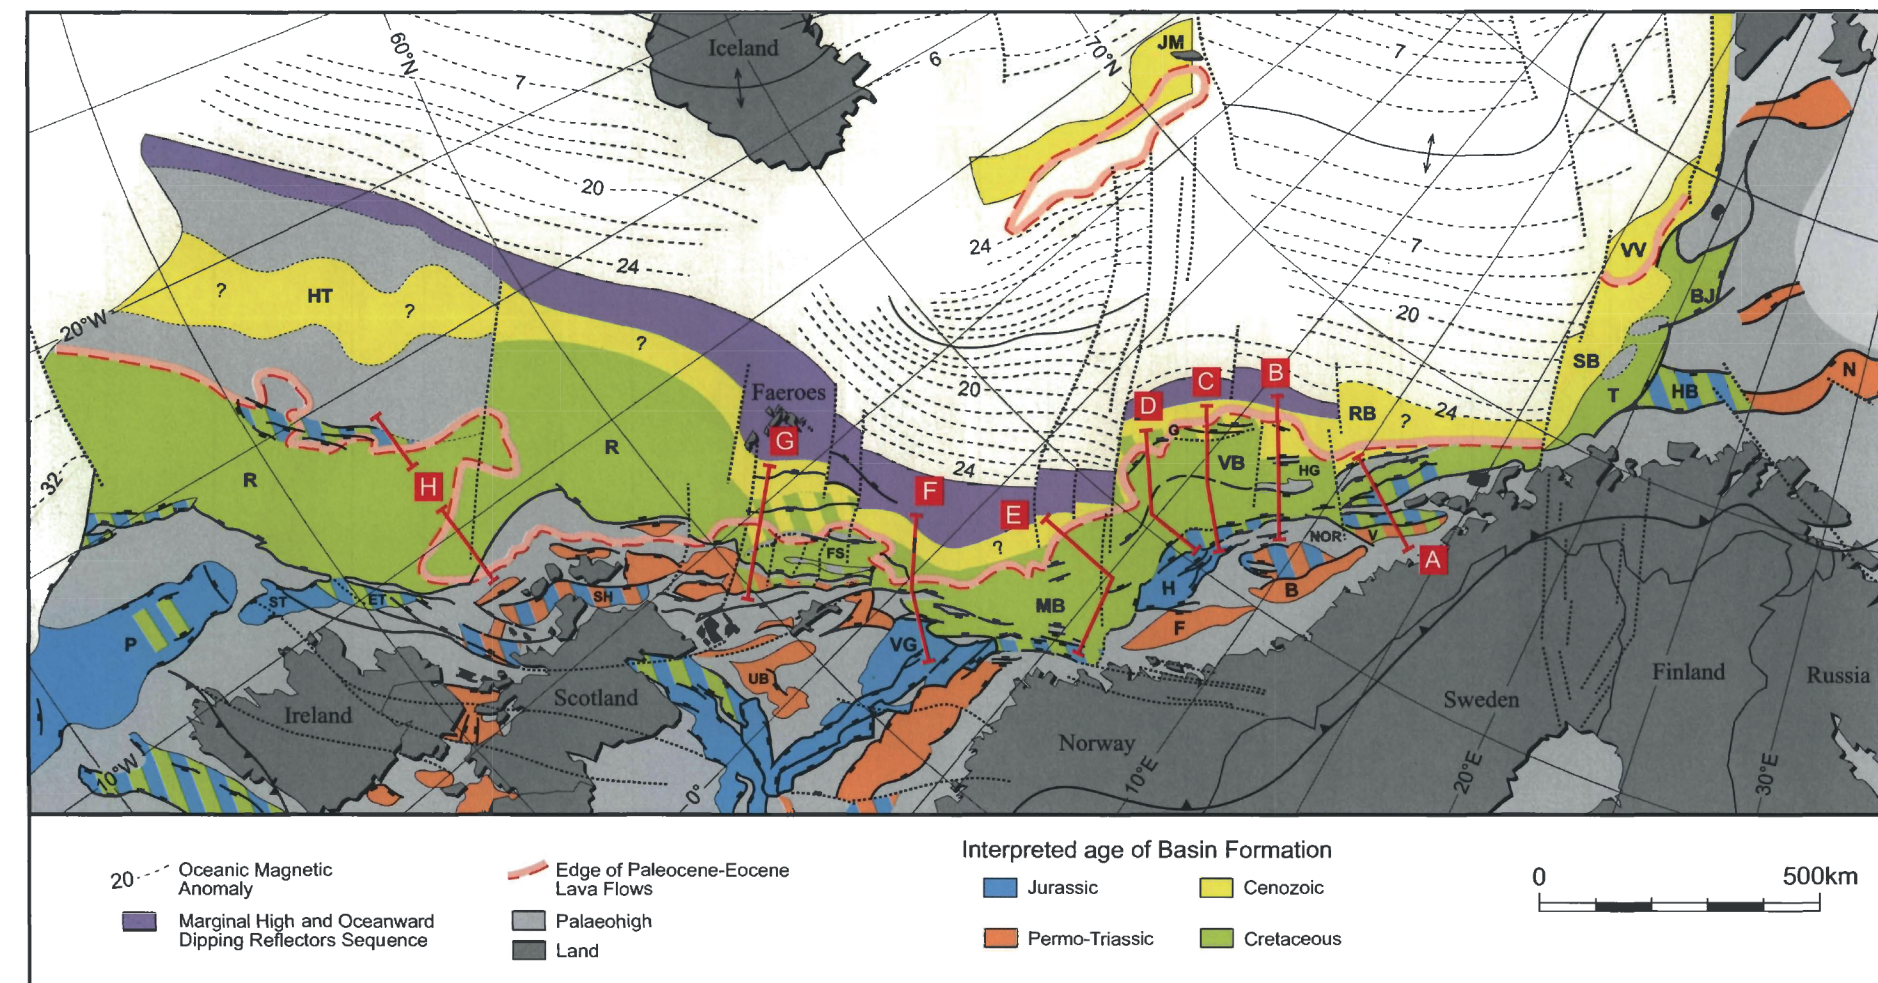 Iceland
JM
60°N
70°N
7
6
7
20
24
24
7
20
VV
BJ
20°W
?
HT
?
?
Faeroes
20
24
D
C
B
RB
?
24
SB
T
HB
N
32
R
R
H
G
G
VB
HG
F
E
?
FS
NOR
V
A
P
ST
ET
SH
MB
H
B
F
VG
UB
Ireland
Scotland
Norway
Sweden
Finland
Russia
10°W
0°
10°E
20°E
30°E
20
Oceanic Magnetic
Anomaly
Marginal High and Oceanward
Dipping Reflectors Sequence
Edge of Paleocene-Eocene
Lava Flows
Palaeohigh
Land
Interpreted age of Basin Formation
Jurassic
Cenozoic
Permo-Triassic
Cretaceous
0
500km